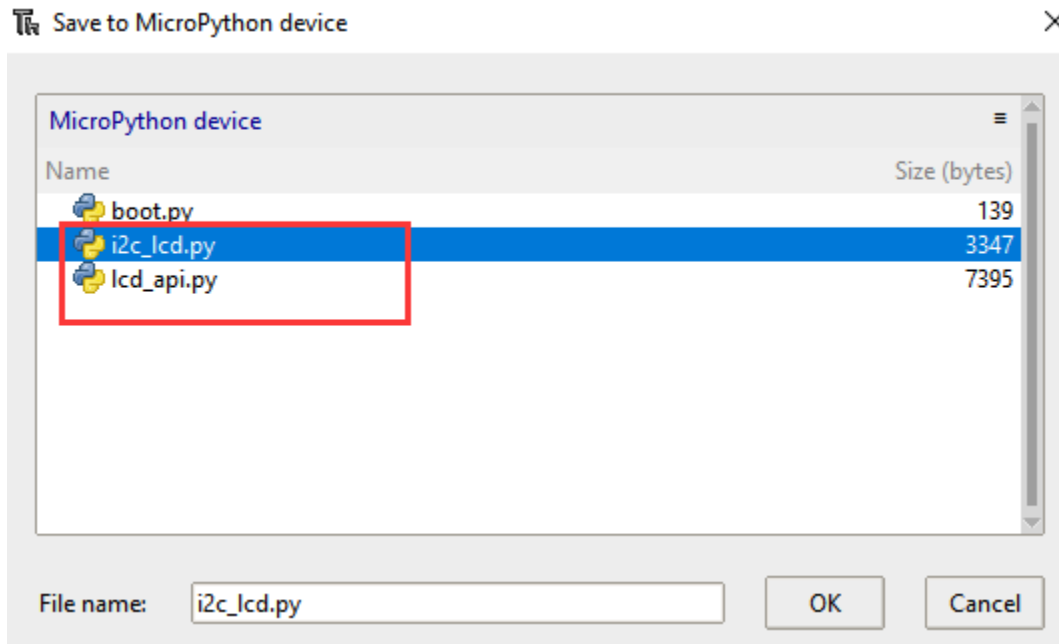 Save to MicroPython device
MicroPython device
Name Size (bytes)
boot.py 139
i2c_lcd.py 3347
lcd_api.py 7395
File name: i2c_lcd.py OK Cancel